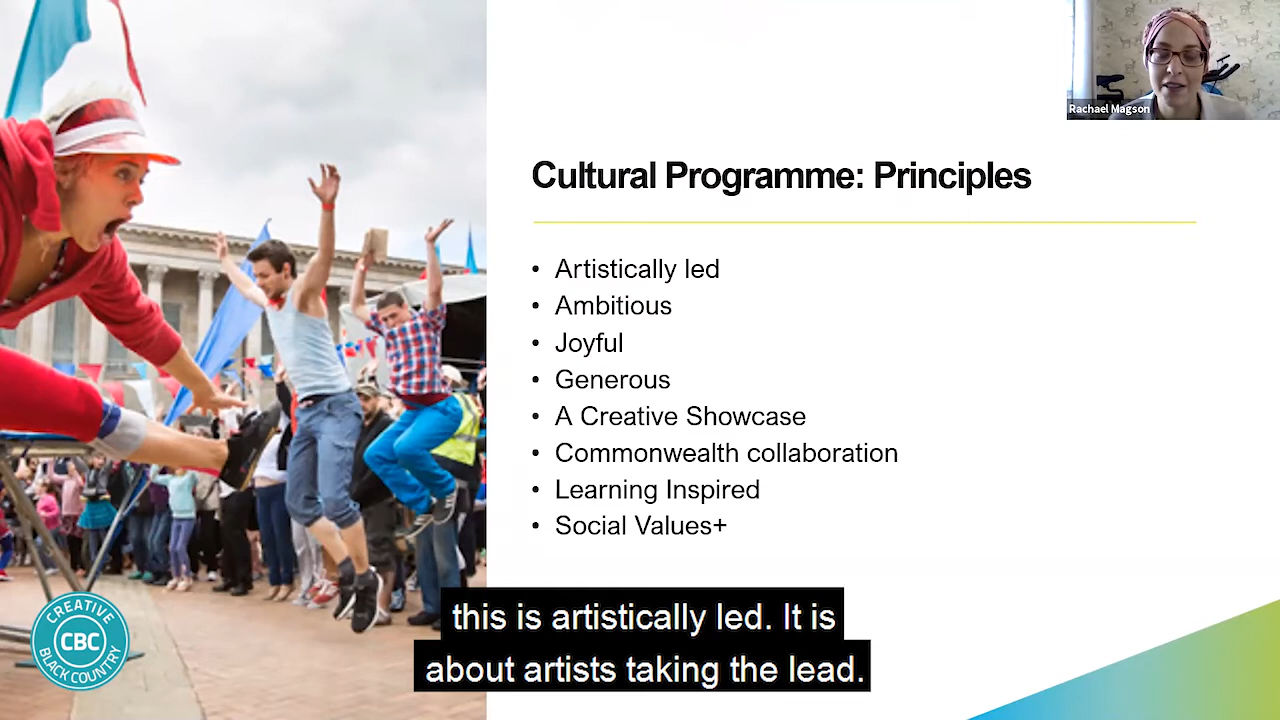 Rachael Magson
Cultural Programme: Principles
• Artistically led
• Ambitious
• Joyful
• Generous
• A Creative Showcase
• Commonwealth collaboration
• Learning Inspired
• Social Values+
CREATIVE
CBC
BLACK COUNTRY
this is artistically led. It is
about artists taking the lead.